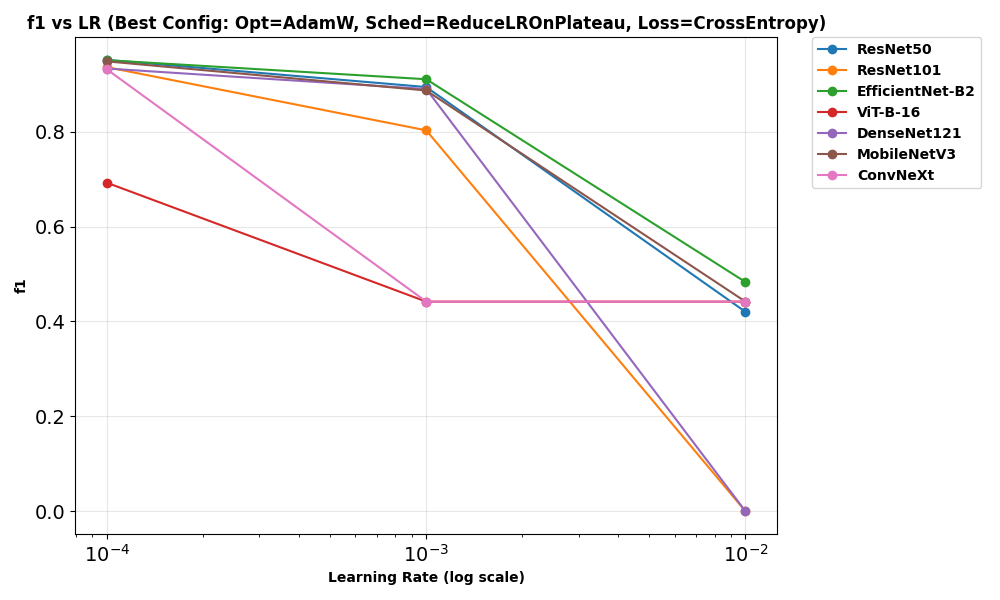 f1 vs LR (Best Config: Opt=AdamW, Sched=ReduceLROnPlateau, Loss=CrossEntropy)
ResNet50
ResNet101
EfficientNet-B2
ViT-B-16
DenseNet121
MobileNetV3
ConvNeXt
0.8
0.6
0.4
0.2
0.0
f1
10⁻⁴
10⁻³
10⁻²
Learning Rate (log scale)